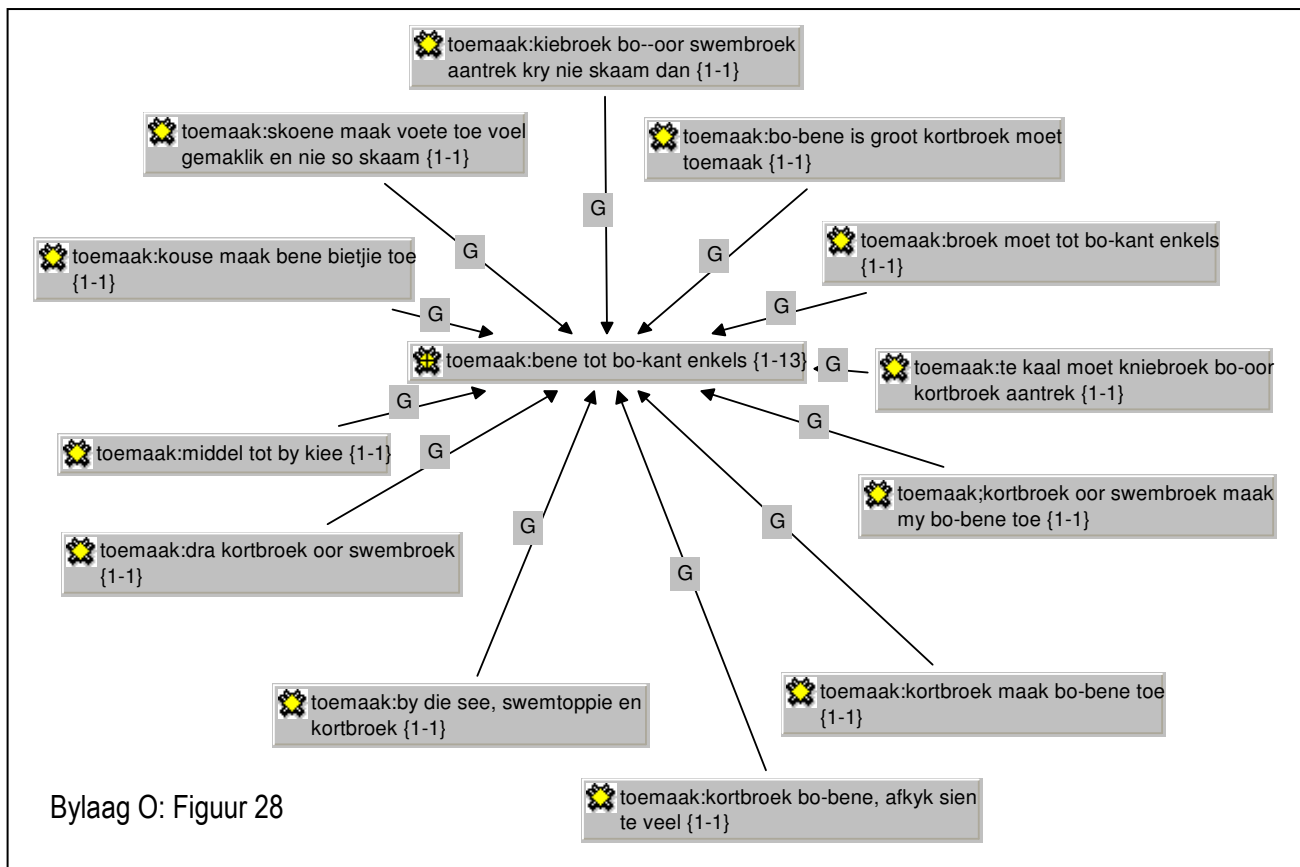 toemaak:kiebroek bo--oor swembroek
aantrek kry nie skaam dan {1-1}
toemaak:skoene maak voete toe voel
gemaklik en nie so skaam {1-1}
toemaak:bo-bene is groot kortbroek moet
toemaak {1-1}
G
toemaak:kouse maak bene bietjie toe
{1-1}
G
G
toemaak:broek moet tot bo-kant enkels
{1-1}
G
G
toemaak:bene tot bo-kant enkels {1-13}
G
toemaak:te kaal moet kniebroek bo-oor
kortbroek aantrek {1-1}
G
toemaak:middel tot by kiee {1-1}
G
G
toemaak;kortbroek oor swembroek maak
my bo-bene toe {1-1}
toemaak:dra kortbroek oor swembroek
{1-1}
G
G
G
toemaak:by die see, swemtoppie en
kortbroek {1-1}
toemaak:kortbroek maak bo-bene toe
{1-1}
toemaak:kortbroek bo-bene, afkyk sien
te veel {1-1}
Bylaag O: Figuur 28